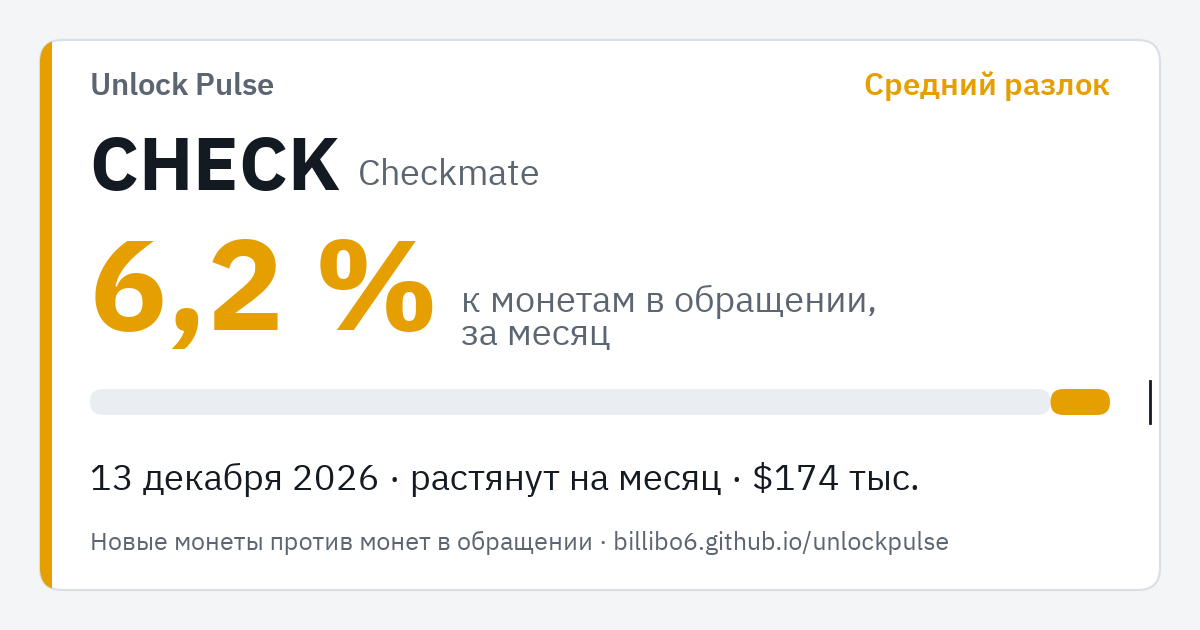 Unlock Pulse
Средний разлок
CHECK Checkmate
6,2 % к монетам в обращении,
за месяц
13 декабря 2026 · растянут на месяц · $174 тыс.
Новые монеты против монет в обращении · billibo6.github.io/unlockpulse